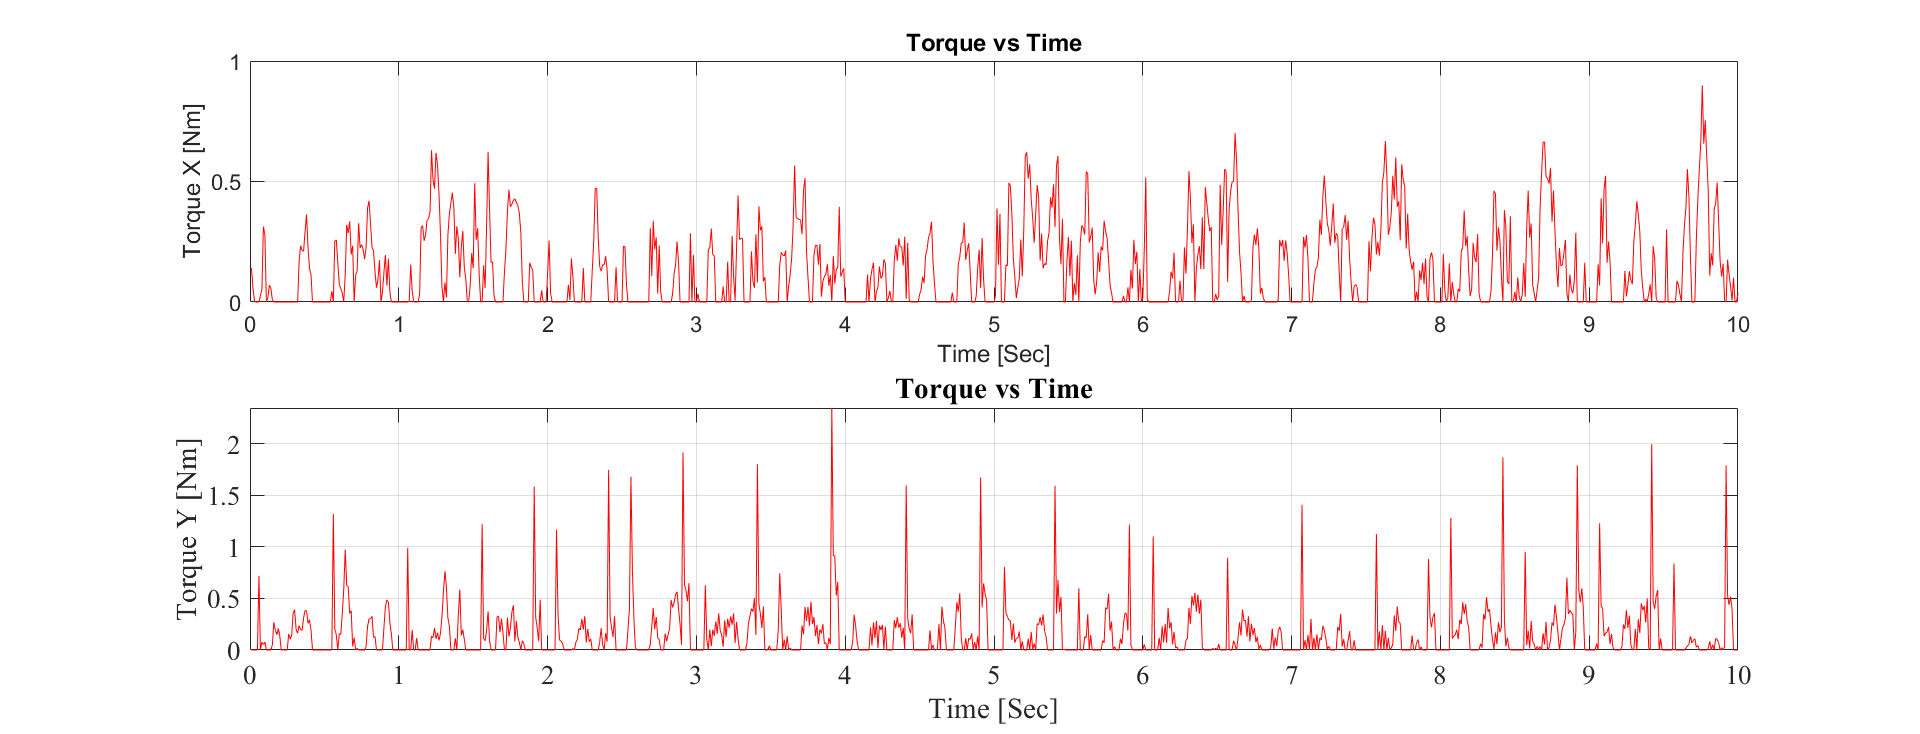 Torque vs Time
Torque X [Nm]
1
0.5
0
0 1 2 3 4 5 6 7 8 9 10
Time [Sec]
Torque vs Time
Torque Y [Nm]
2
1.5
1
0.5
0
0 1 2 3 4 5 6 7 8 9 10
Time [Sec]